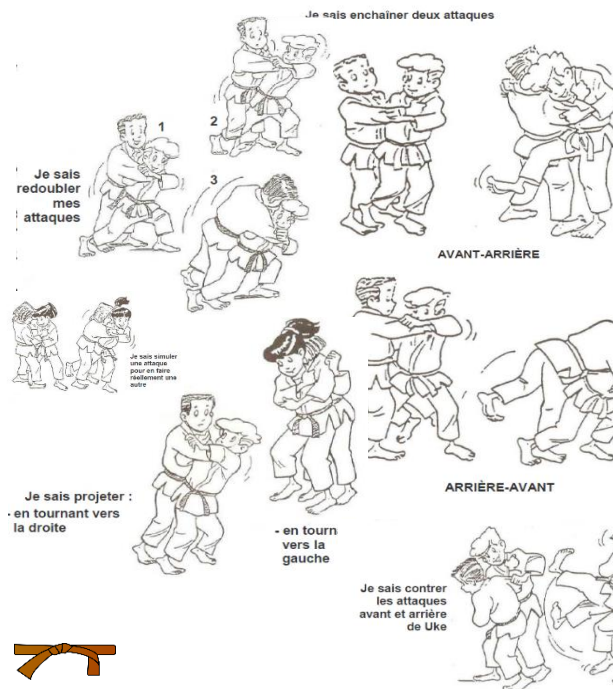 Je sais enchaîner deux attaques
1
2
Je sais
redoubler
mes
attaques
3
AVANT-ARRIÈRE
Je sais simuler
une attaque
pour en faire
réellement une
autre
ARRIÈRE-AVANT
Je sais projeter :
- en tournant vers
la droite
- en tourn
vers la
gauche
Je sais contrer
les attaques
avant et arrière
de Uke